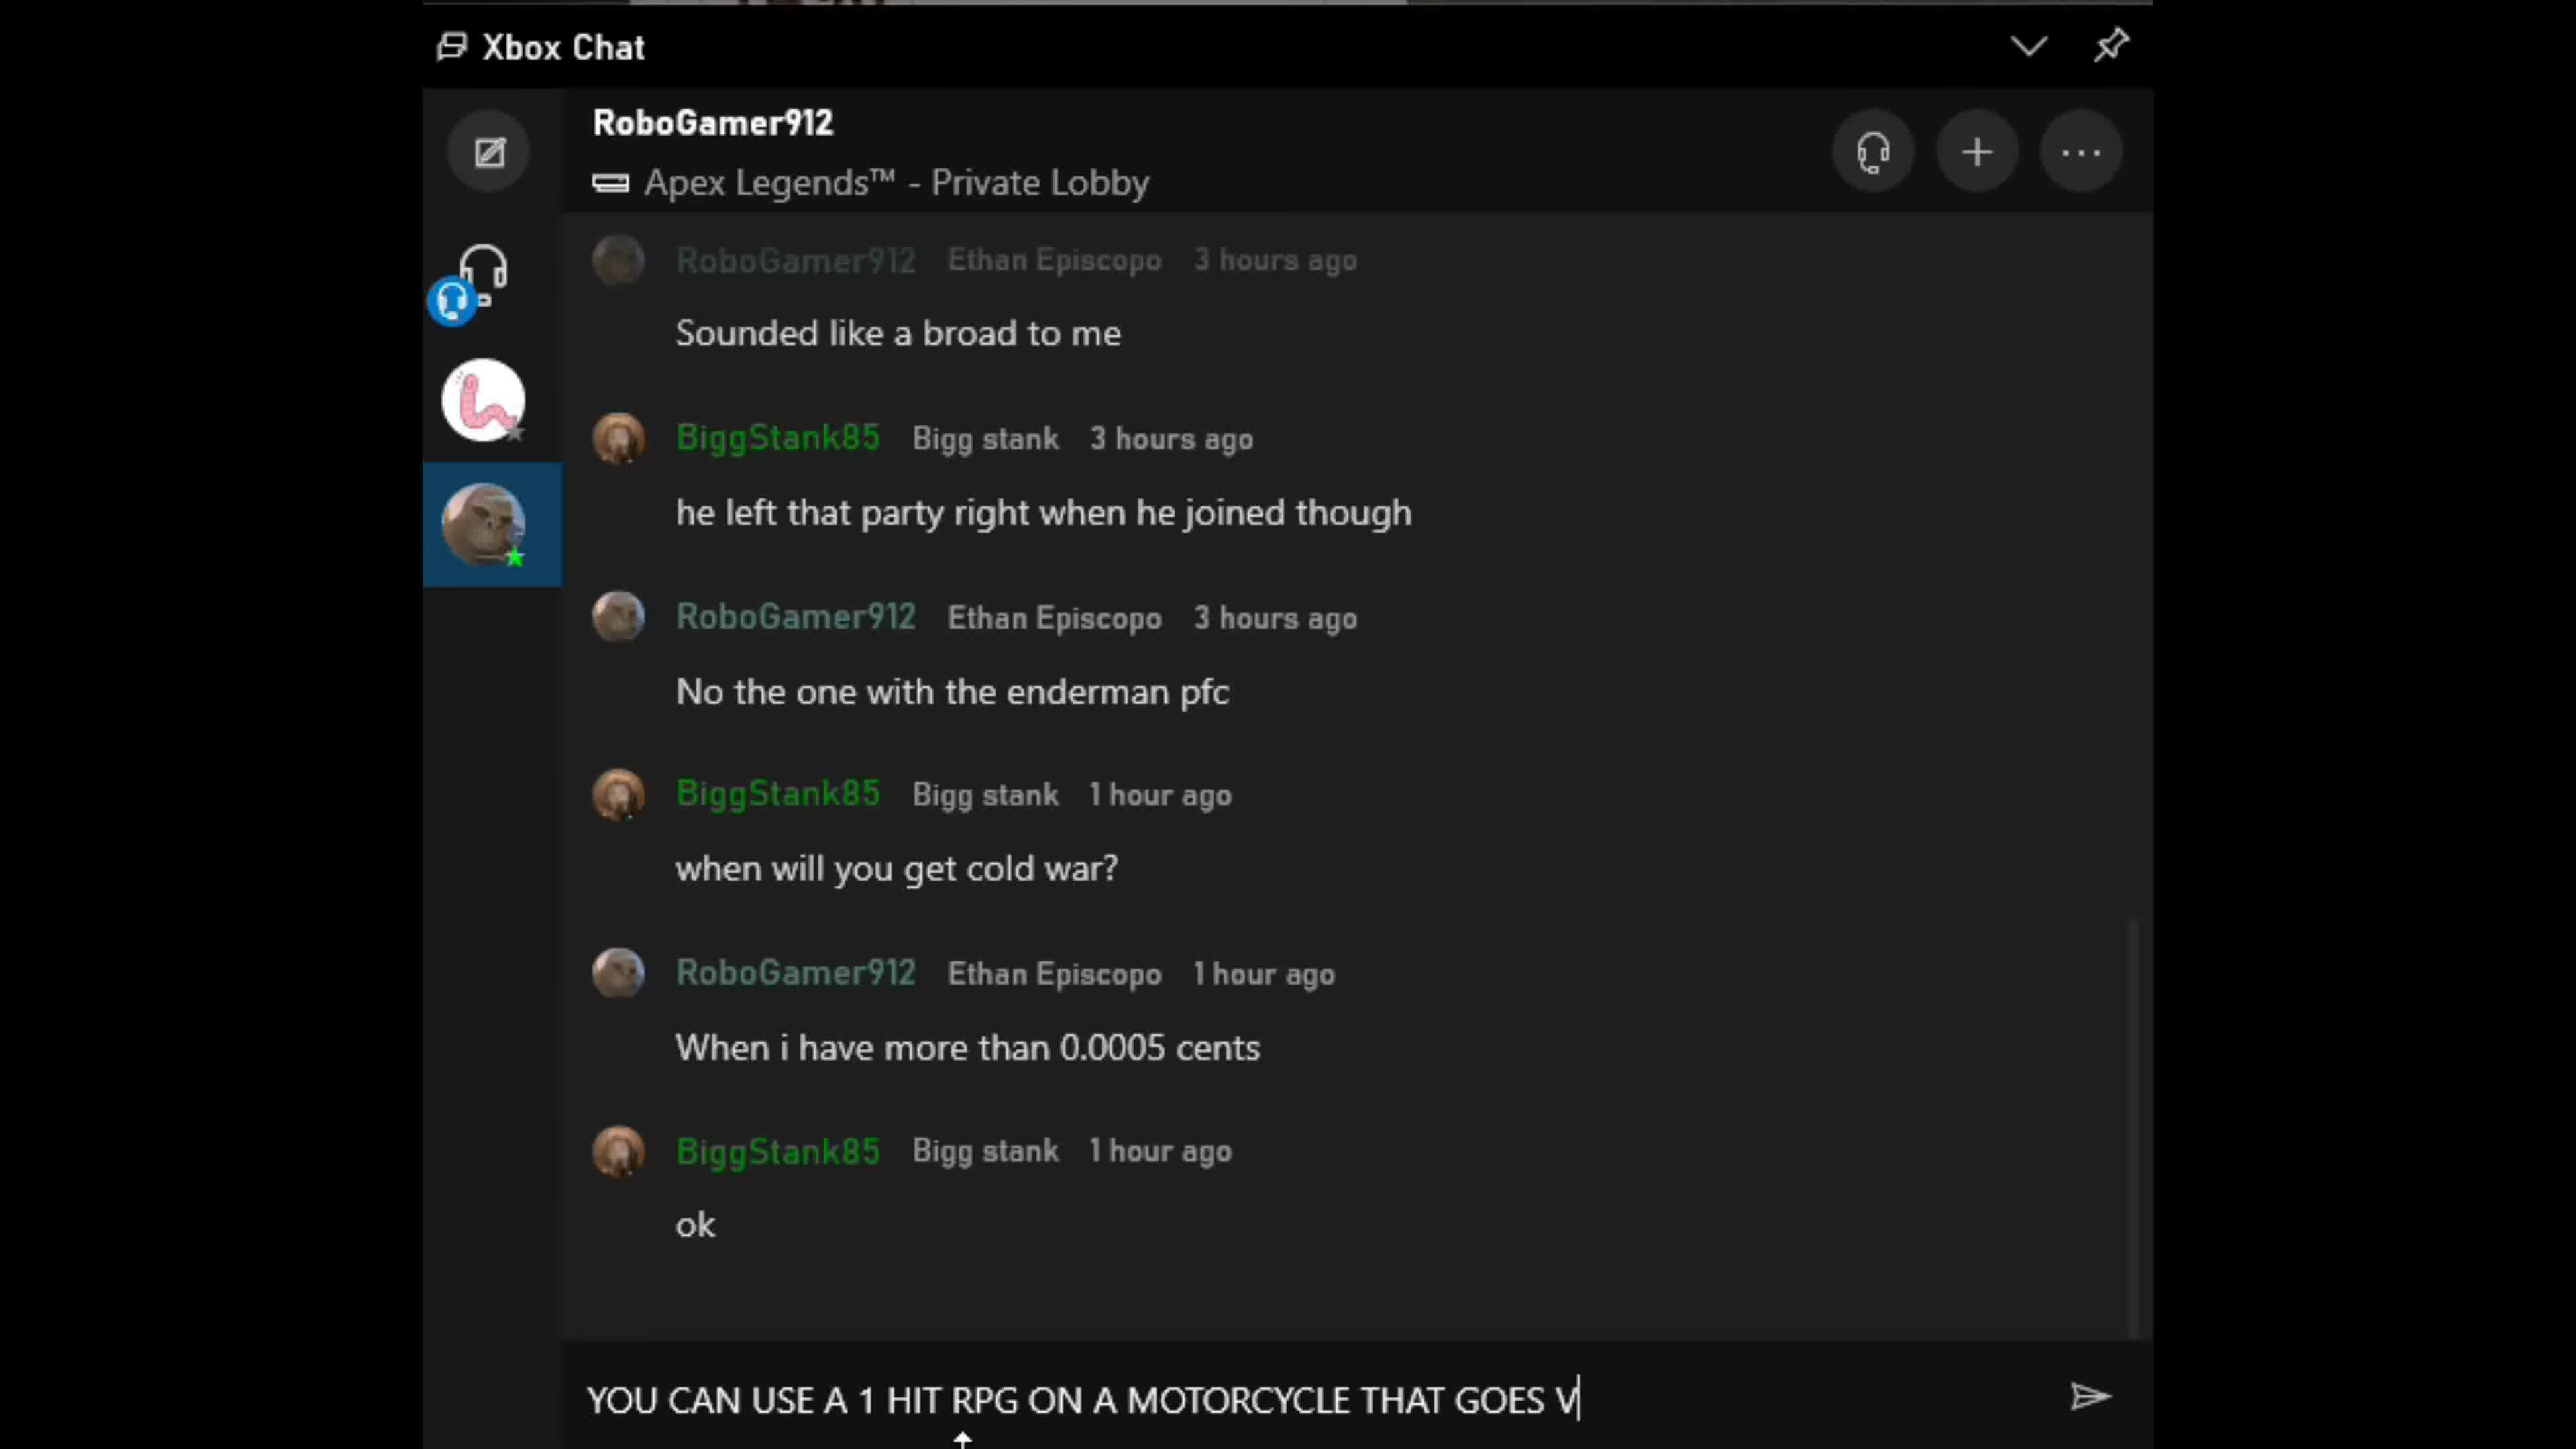 Xbox Chat
RoboGamer912
Apex Legends™ - Private Lobby
RoboGamer912 Ethan Episcopo 3 hours ago
Sounded like a broad to me
BiggStank85 Bigg stank 3 hours ago
he left that party right when he joined though
RoboGamer912 Ethan Episcopo 3 hours ago
No the one with the enderman pfc
BiggStank85 Bigg stank 1 hour ago
when will you get cold war?
RoboGamer912 Ethan Episcopo 1 hour ago
When i have more than 0.0005 cents
BiggStank85 Bigg stank 1 hour ago
ok
YOU CAN USE A 1 HIT RPG ON A MOTORCYCLE THAT GOES V